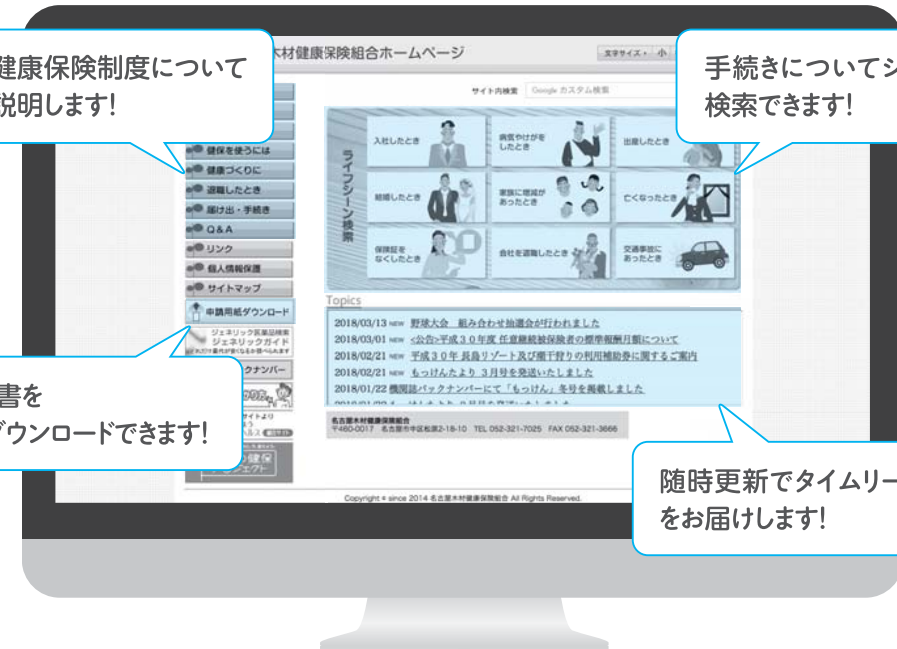 健康保険制度について
説明します!
木材健康保険組合ホームページ
文字サイズ 小
手続きについてシ
検索できます!
サイト内検索 Google カスタム検索
健保を使うには
健康づくりに
退職したとき
届け出・手続き
Q&A
リンク
個人情報保護
サイトマップ
申請用紙ダウンロード
ジェネリック医薬品検索
ジェネリックガイド
クナンバー
ライフシーン検索
入社したとき
病気やけがを
したとき
出産したとき
結婚したとき
家族に増減が
あったとき
亡くなったとき
保険証を
なくしたとき
会社を退職したとき
交通事故に
あったとき
Topics
2018/03/13 NEW 野球大会 組み合わせ抽選会が行われました
2018/03/01 NEW <公告>平成30年度 任意継続被保険者の標準報酬月額について
2018/02/21 NEW 平成30年 長島リゾート及び潮干狩りの利用補助券に関するご案内
2018/02/21 NEW もっけんたより 3月号を発送いたしました
2018/01/22 機関誌バックナンバーにて「もっけん」冬号を掲載しました
書を
ダウンロードできます!
名古屋木材健康保険組合
〒460-0017 名古屋市中区松原2-18-10 TEL 052-321-7025 FAX 052-321-3666
随時更新でタイムリー
をお届けします!
Copyright © since 2014 名古屋木材健康保険組合 All Rights Reserved.